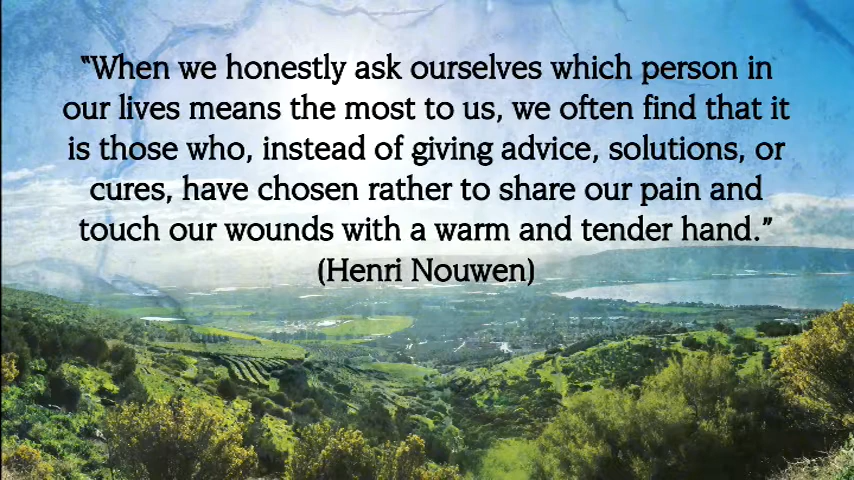 "When we honestly ask ourselves which person in
our lives means the most to us, we often find that it
is those who, instead of giving advice, solutions, or
cures, have chosen rather to share our pain and
touch our wounds with a warm and tender hand."
(Henri Nouwen)